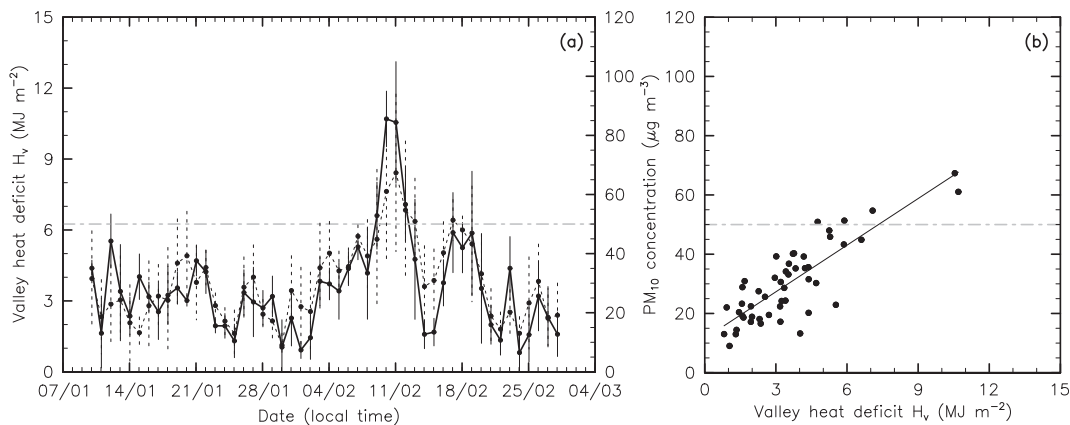 15
12
9
6
3
0
Valley heat deficit Hv (MJ m−2)
(a)
120
100
80
60
40
20
0
07/01 14/01 21/01 28/01 04/02 11/02 18/02 25/02 04/03
Date (local time)
PM10 concentration (μg m−3)
120
100
80
60
40
20
0
(b)
0 3 6 9 12 15
Valley heat deficit Hv (MJ m−2)